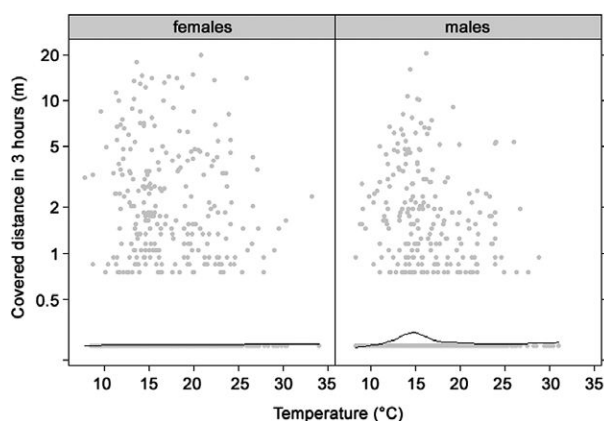 females males
Covered distance in 3 hours (m)
20
10
5
2
1
0.5
10 15 20 25 30 35 10 15 20 25 30 35
Temperature (°C)